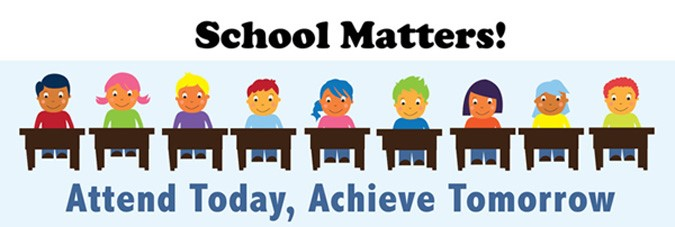 School Matters!
Attend Today, Achieve Tomorrow